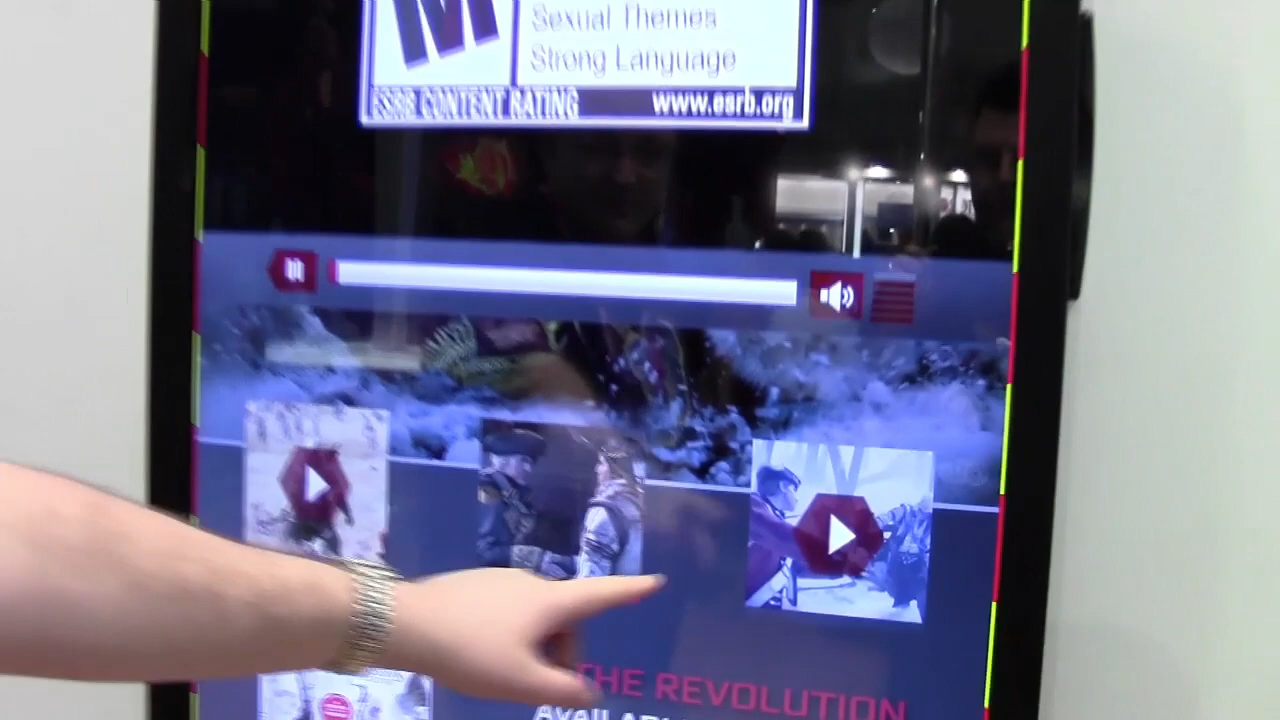 M
Sexual Themes
Strong Language
ESRB CONTENT RATING
www.esrb.org
THE REVOLUTION